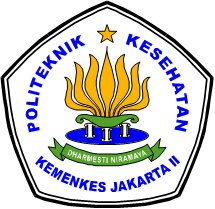 POLITEKNIK KESEHATAN
DHARMESTI NIRAMAYA
KEMENKES JAKARTA II